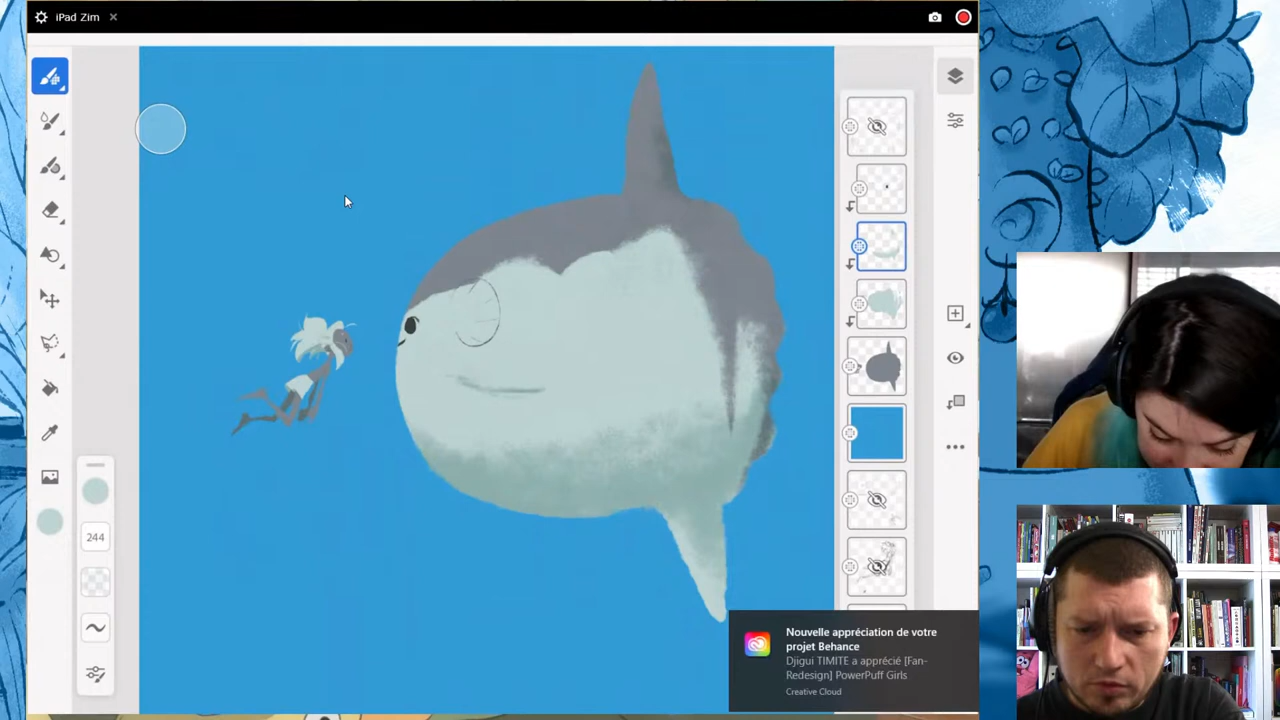 iPad Zim
244
Nouvelle appréciation de votre
projet Behance
Djigui TIMITE a apprécié [Fan-
Redesign] PowerPuff Girls
Creative Cloud